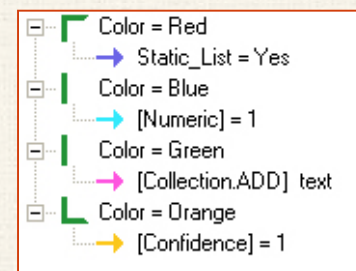 Color = Red
Static_List = Yes
Color = Blue
[Numeric] = 1
Color = Green
[Collection.ADD] text
Color = Orange
[Confidence] = 1